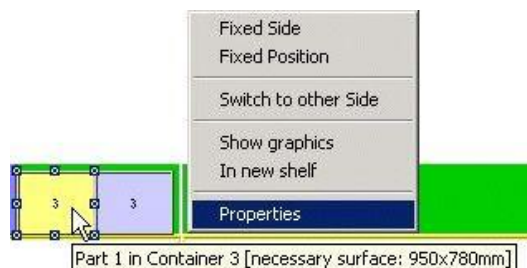 Fixed Side
Fixed Position
Switch to other Side
Show graphics
In new shelf
Properties
3
3
Part 1 in Container 3 [necessary surface: 950x780mm]